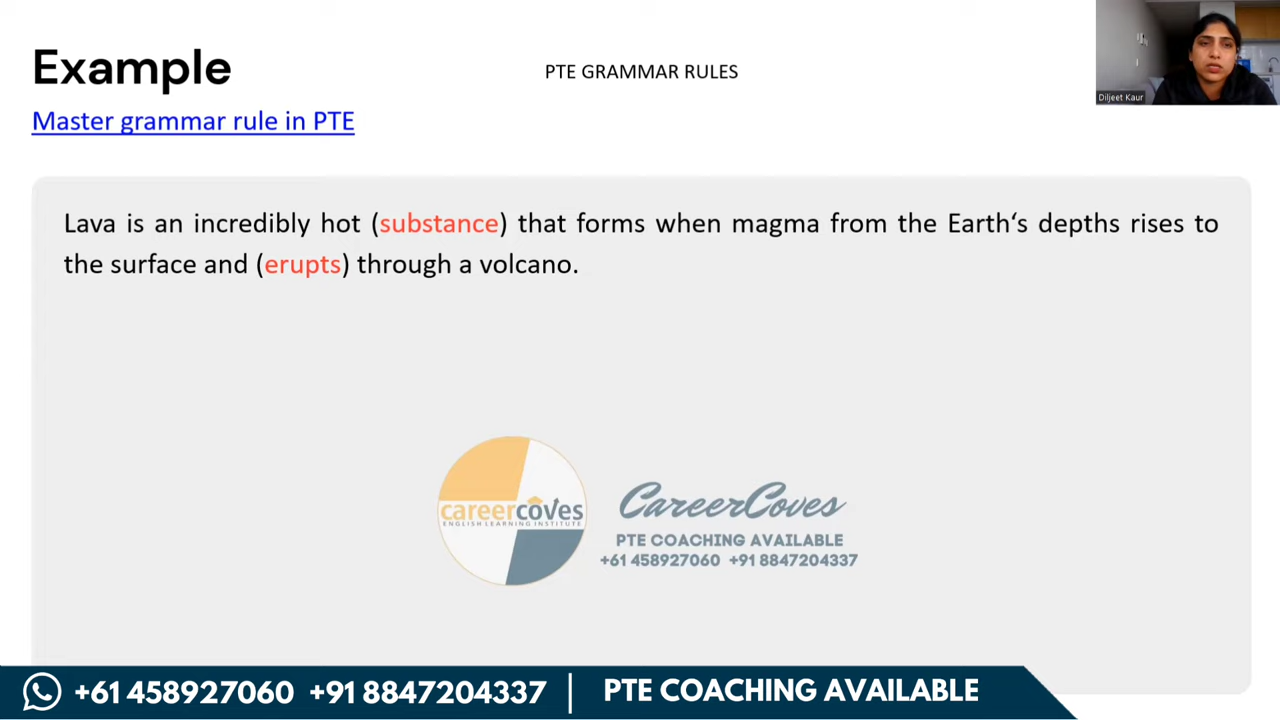 Example
PTE GRAMMAR RULES
Diljeet Kaur
Master grammar rule in PTE
Lava is an incredibly hot (substance) that forms when magma from the Earth‘s depths rises to
the surface and (erupts) through a volcano.
careercoves
ENGLISH LEARNING INSTITUTE
CareerCoves
PTE COACHING AVAILABLE
+61 458927060 +91 8847204337
+61 458927060 +91 8847204337 | PTE COACHING AVAILABLE